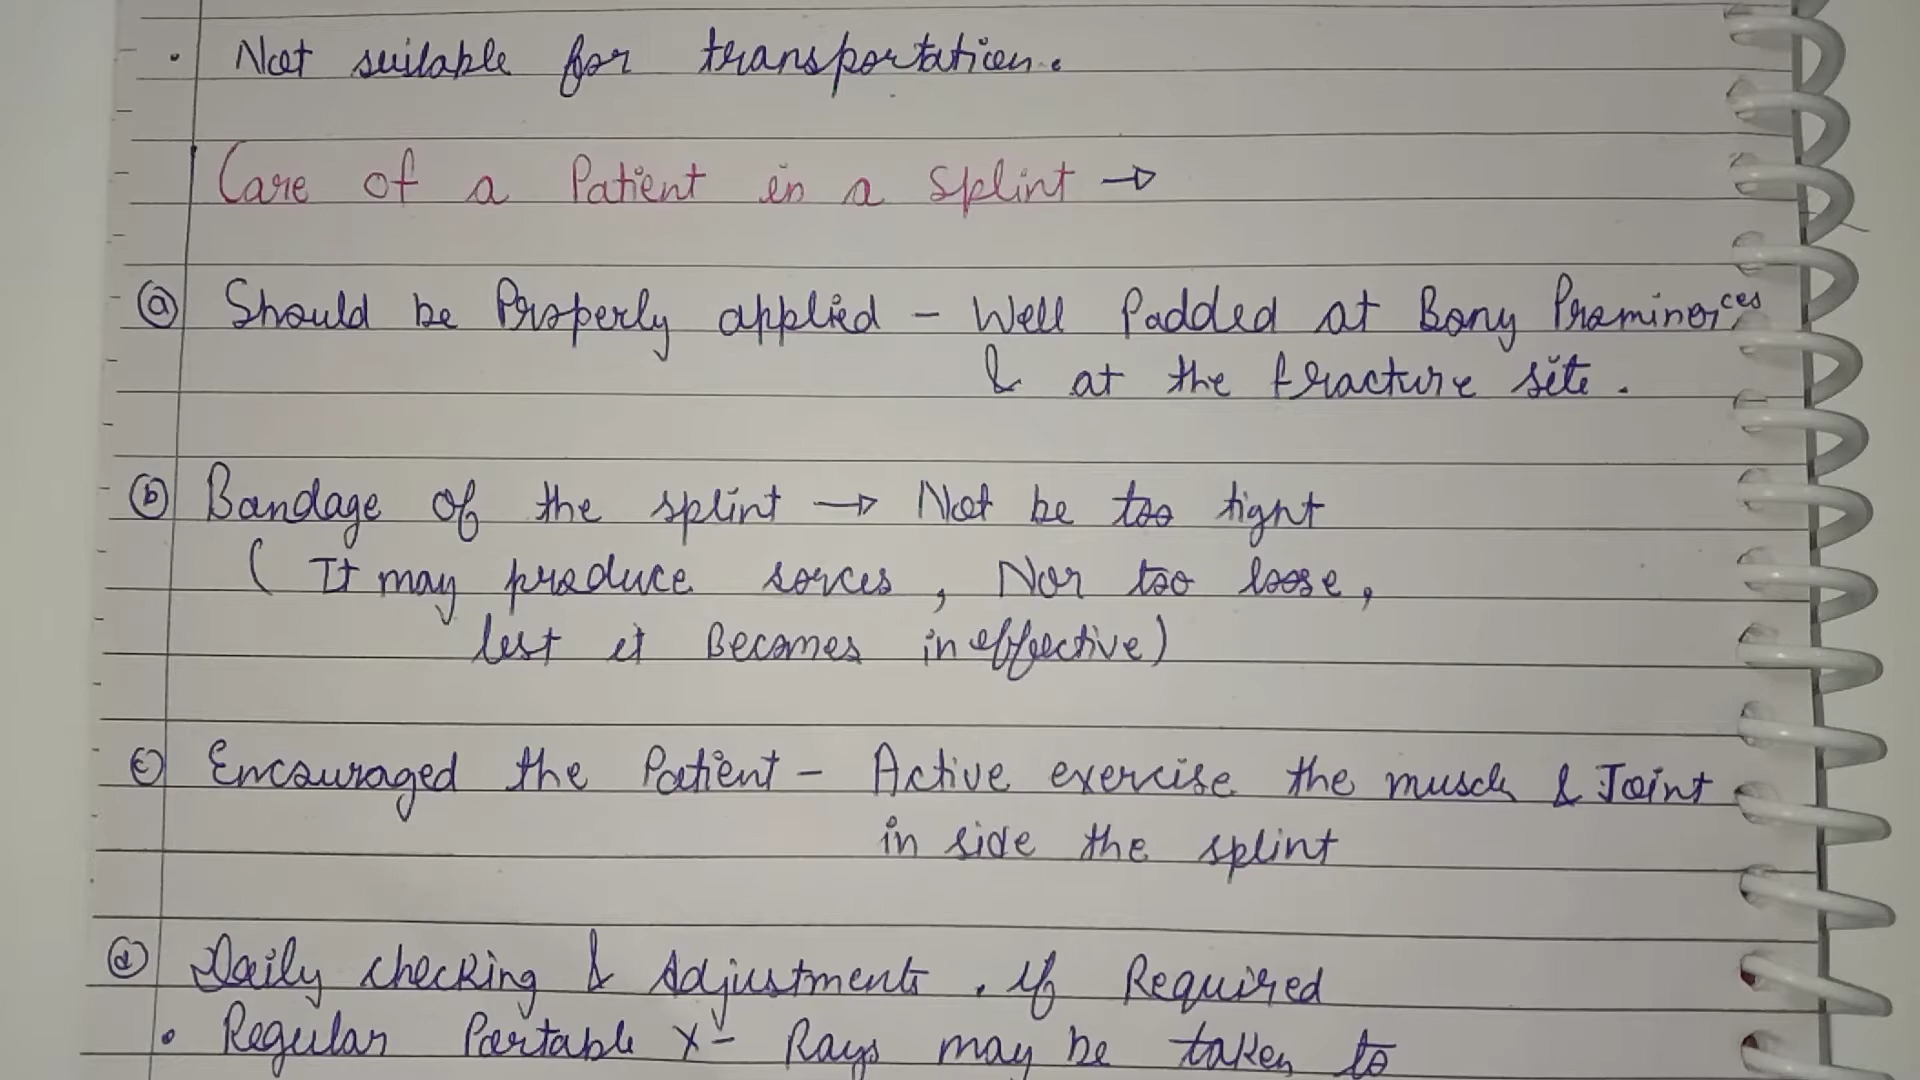 • Not suitable for transportation.
Care of a Patient in a Splint →
ⓐ Should be Properly applied - Well Padded at Bony Prominences
& at the fracture site.
ⓑ Bandage of the splint → Not be too tight
( It may produce sorces, Nor too loose,
lest it Becomes in effective)
ⓒ Encouraged the Patient - Active exercise the muscle & Joint
in side the splint
ⓓ Daily checking & Adjustments, If Required
• Regular Portable X-Rays may be taken to